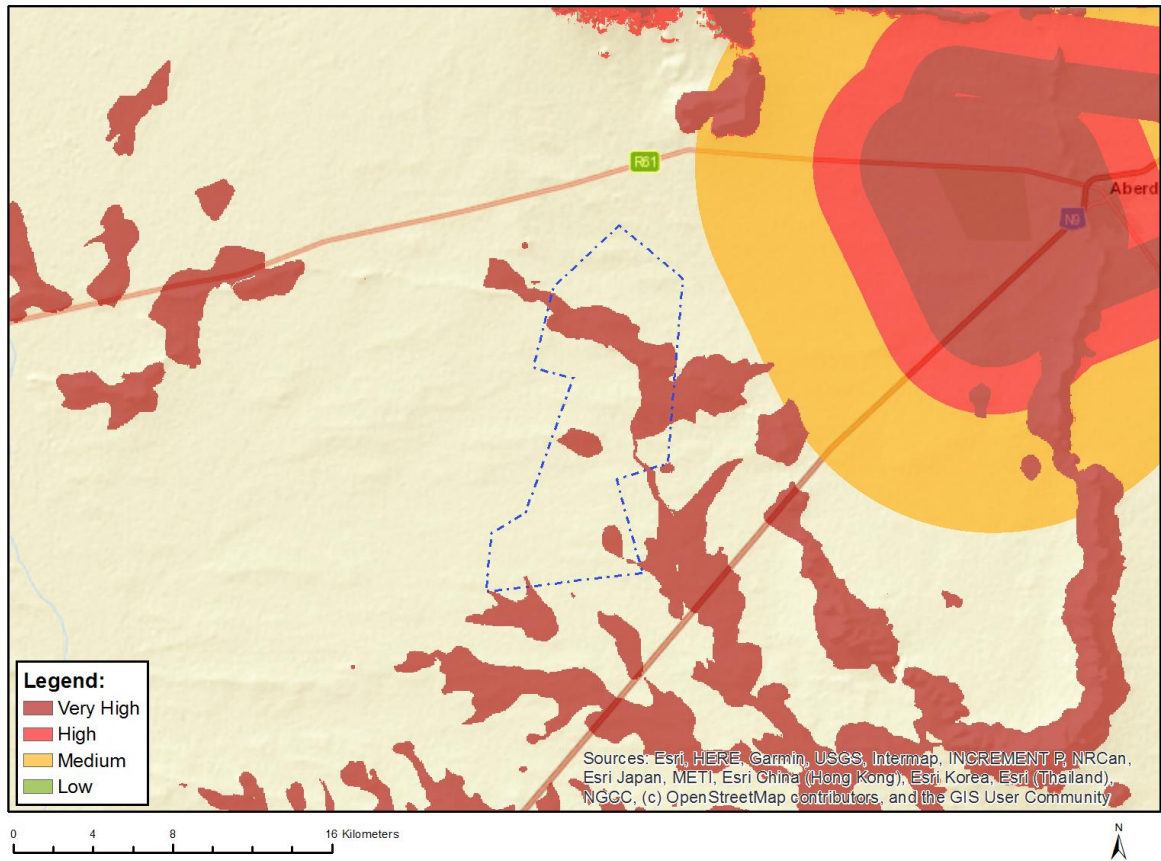 R61
Aberd
N9
Legend:
Very High
High
Medium
Low
Sources: Esri, HERE, Garmin, USGS, Intermap, INCREMENT P, NRCan,
Esri Japan, METI, Esri China (Hong Kong), Esri Korea, Esri (Thailand),
NGCC, (c) OpenStreetMap contributors, and the GIS User Community
0 4 8 16 Kilometers
N